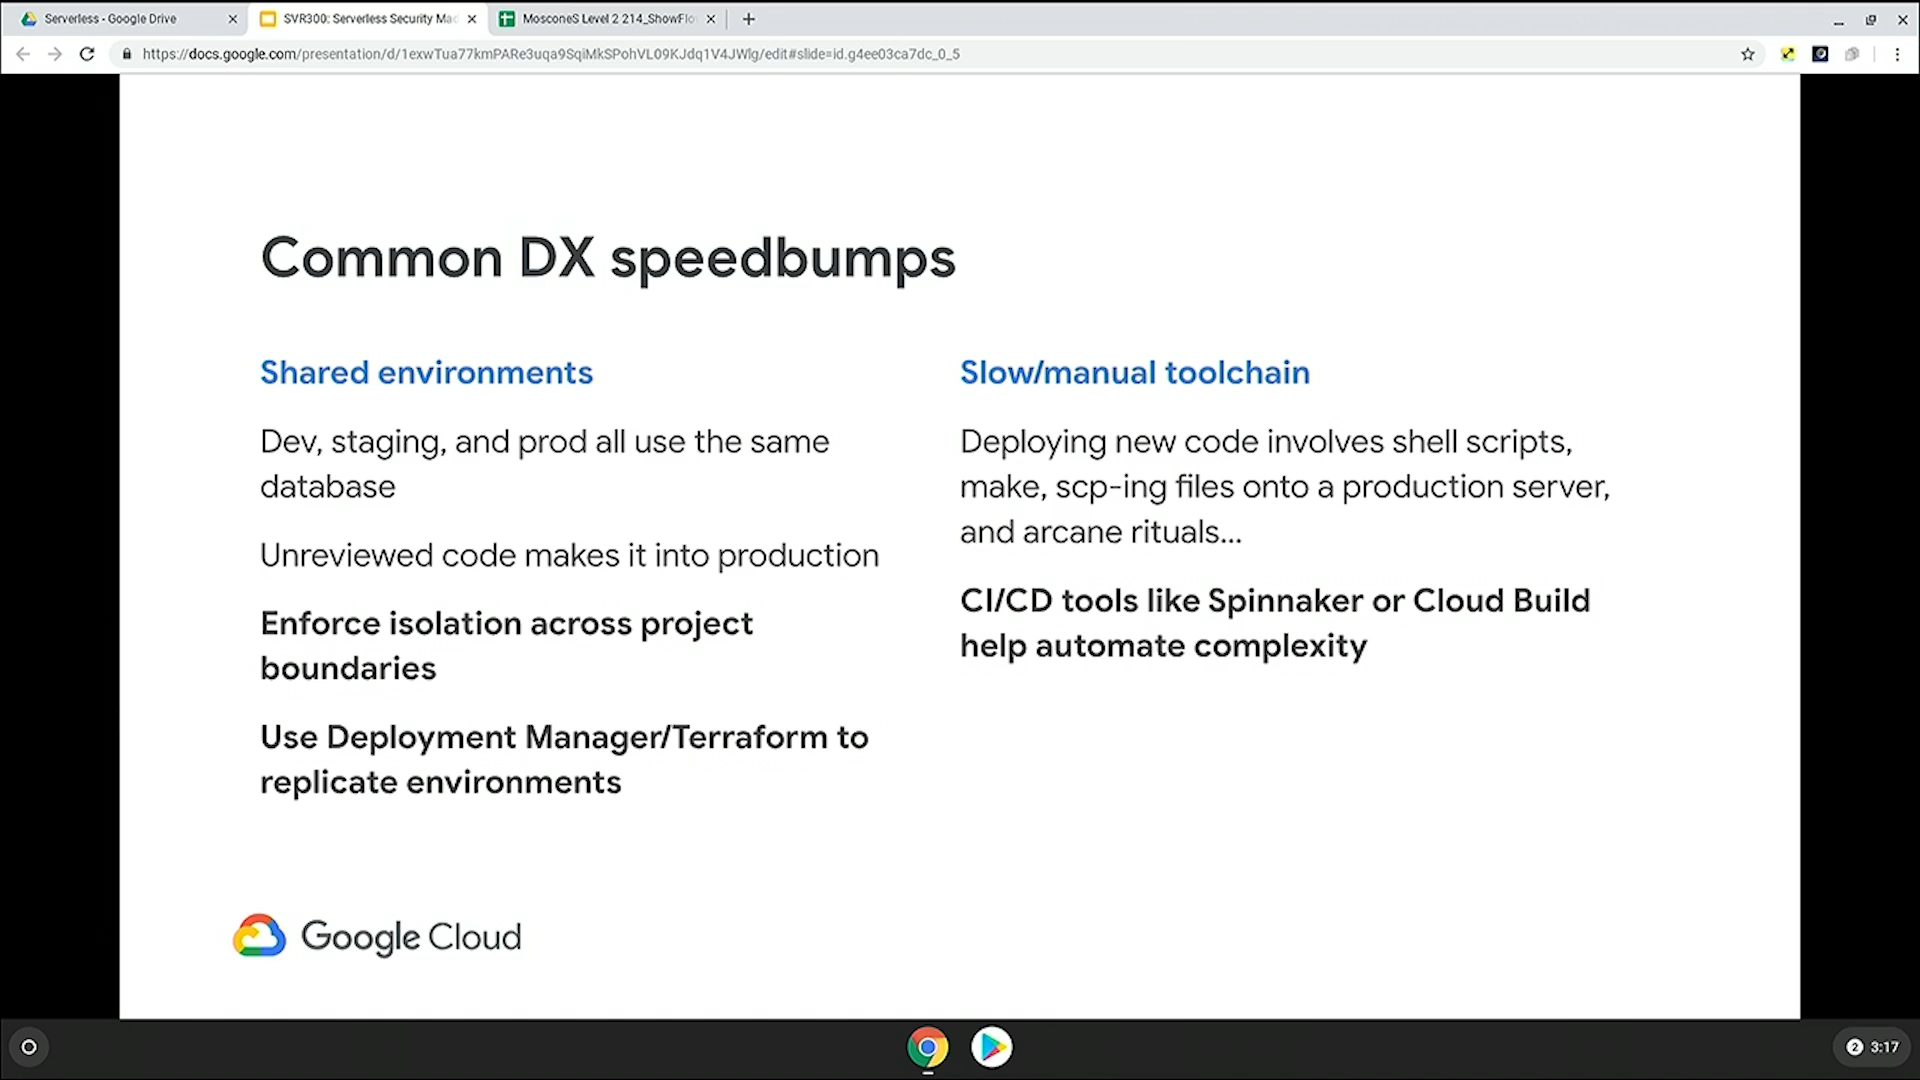 Serverless - Google Drive
SVR300: Serverless Security Mac
MosconeS Level 2 214_ShowFlo
https://docs.google.com/presentation/d/1exwTua77kmPARe3uqa9SqiMkSPohVL09KJdq1V4JWlg/edit#slide=id.g4ee03ca7dc_0_5
Common DX speedbumps
Shared environments
Dev, staging, and prod all use the same
database
Unreviewed code makes it into production
Enforce isolation across project
boundaries
Use Deployment Manager/Terraform to
replicate environments
Slow/manual toolchain
Deploying new code involves shell scripts,
make, scp-ing files onto a production server,
and arcane rituals...
CI/CD tools like Spinnaker or Cloud Build
help automate complexity
Google Cloud
2 3:17